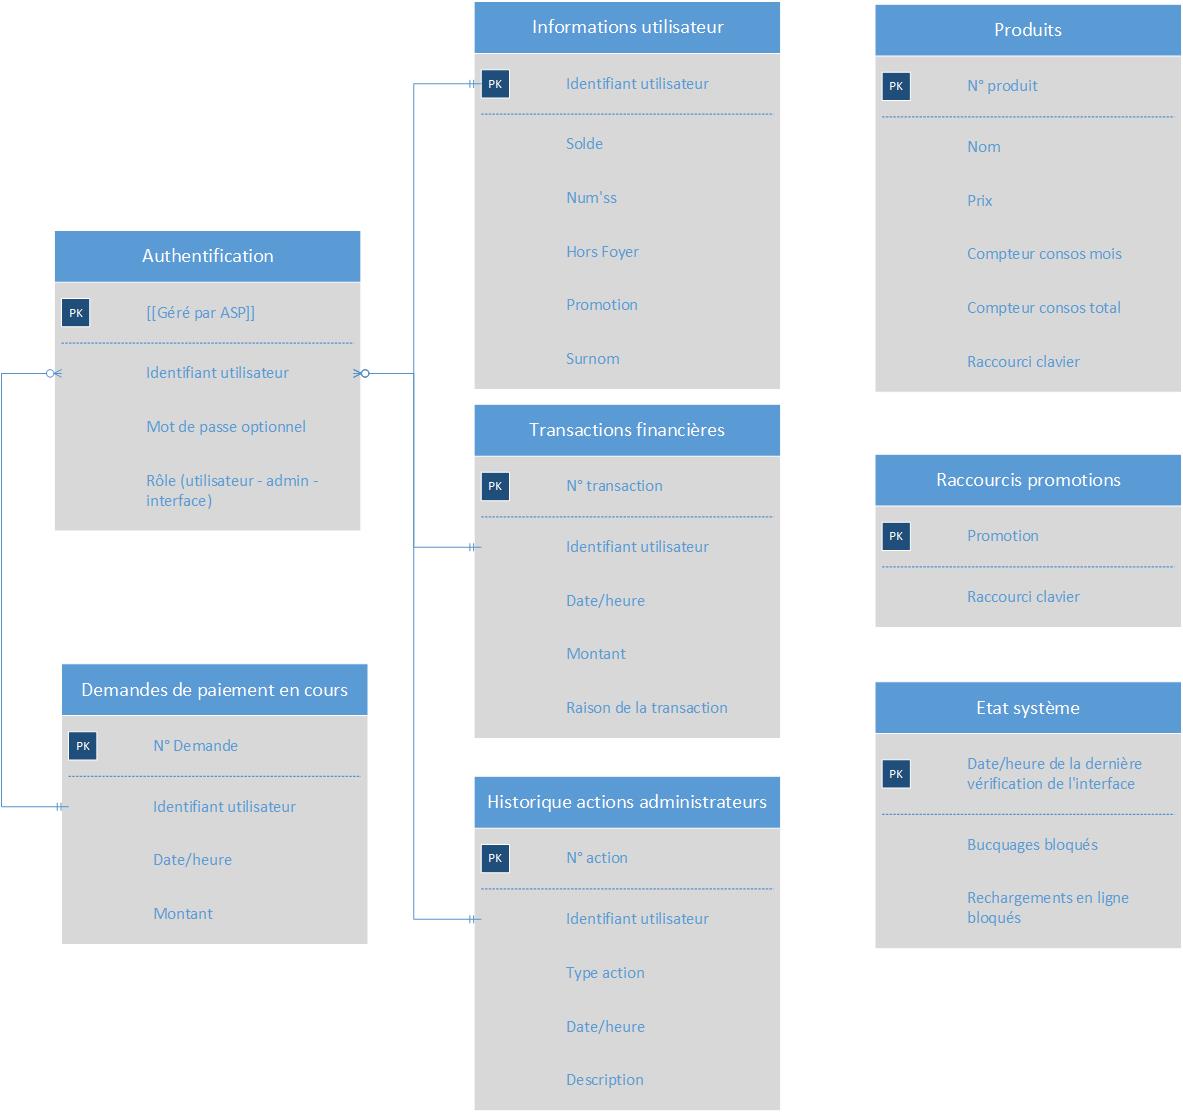 Informations utilisateur
PK Identifiant utilisateur
Solde
Num'ss
Hors Foyer
Promotion
Surnom
Produits
PK N° produit
Nom
Prix
Compteur consos mois
Compteur consos total
Raccourci clavier
Authentification
PK [[Géré par ASP]]
Identifiant utilisateur
Mot de passe optionnel
Rôle (utilisateur - admin -
interface)
Transactions financières
PK N° transaction
Identifiant utilisateur
Date/heure
Montant
Raison de la transaction
Raccourcis promotions
PK Promotion
Raccourci clavier
Demandes de paiement en cours
PK N° Demande
Identifiant utilisateur
Date/heure
Montant
Historique actions administrateurs
PK N° action
Identifiant utilisateur
Type action
Date/heure
Description
Etat système
PK Date/heure de la dernière
vérification de l'interface
Bucquages bloqués
Rechargements en ligne
bloqués